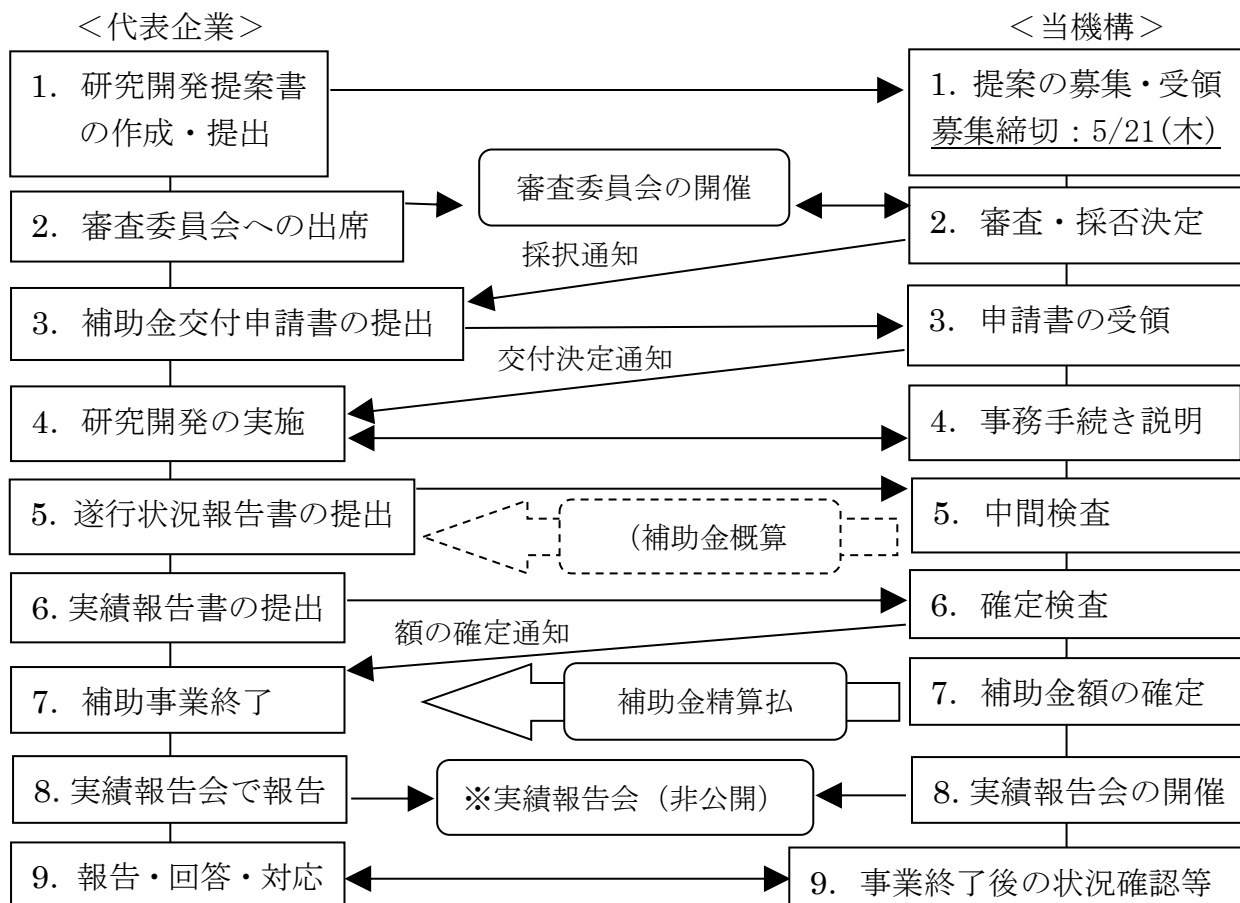 ＜代表企業＞
＜当機構＞
1. 研究開発提案書
の作成・提出
1. 提案の募集・受領
募集締切：5/21(木)
審査委員会の開催
2. 審査委員会への出席
2. 審査・採否決定
採択通知
3. 補助金交付申請書の提出
3. 申請書の受領
交付決定通知
4. 研究開発の実施
4. 事務手続き説明
5. 遂行状況報告書の提出
(補助金概算
5. 中間検査
6. 実績報告書の提出
6. 確定検査
額の確定通知
7. 補助事業終了
補助金精算払
7. 補助金額の確定
8. 実績報告会で報告
※実績報告会（非公開）
8. 実績報告会の開催
9. 報告・回答・対応
9. 事業終了後の状況確認等